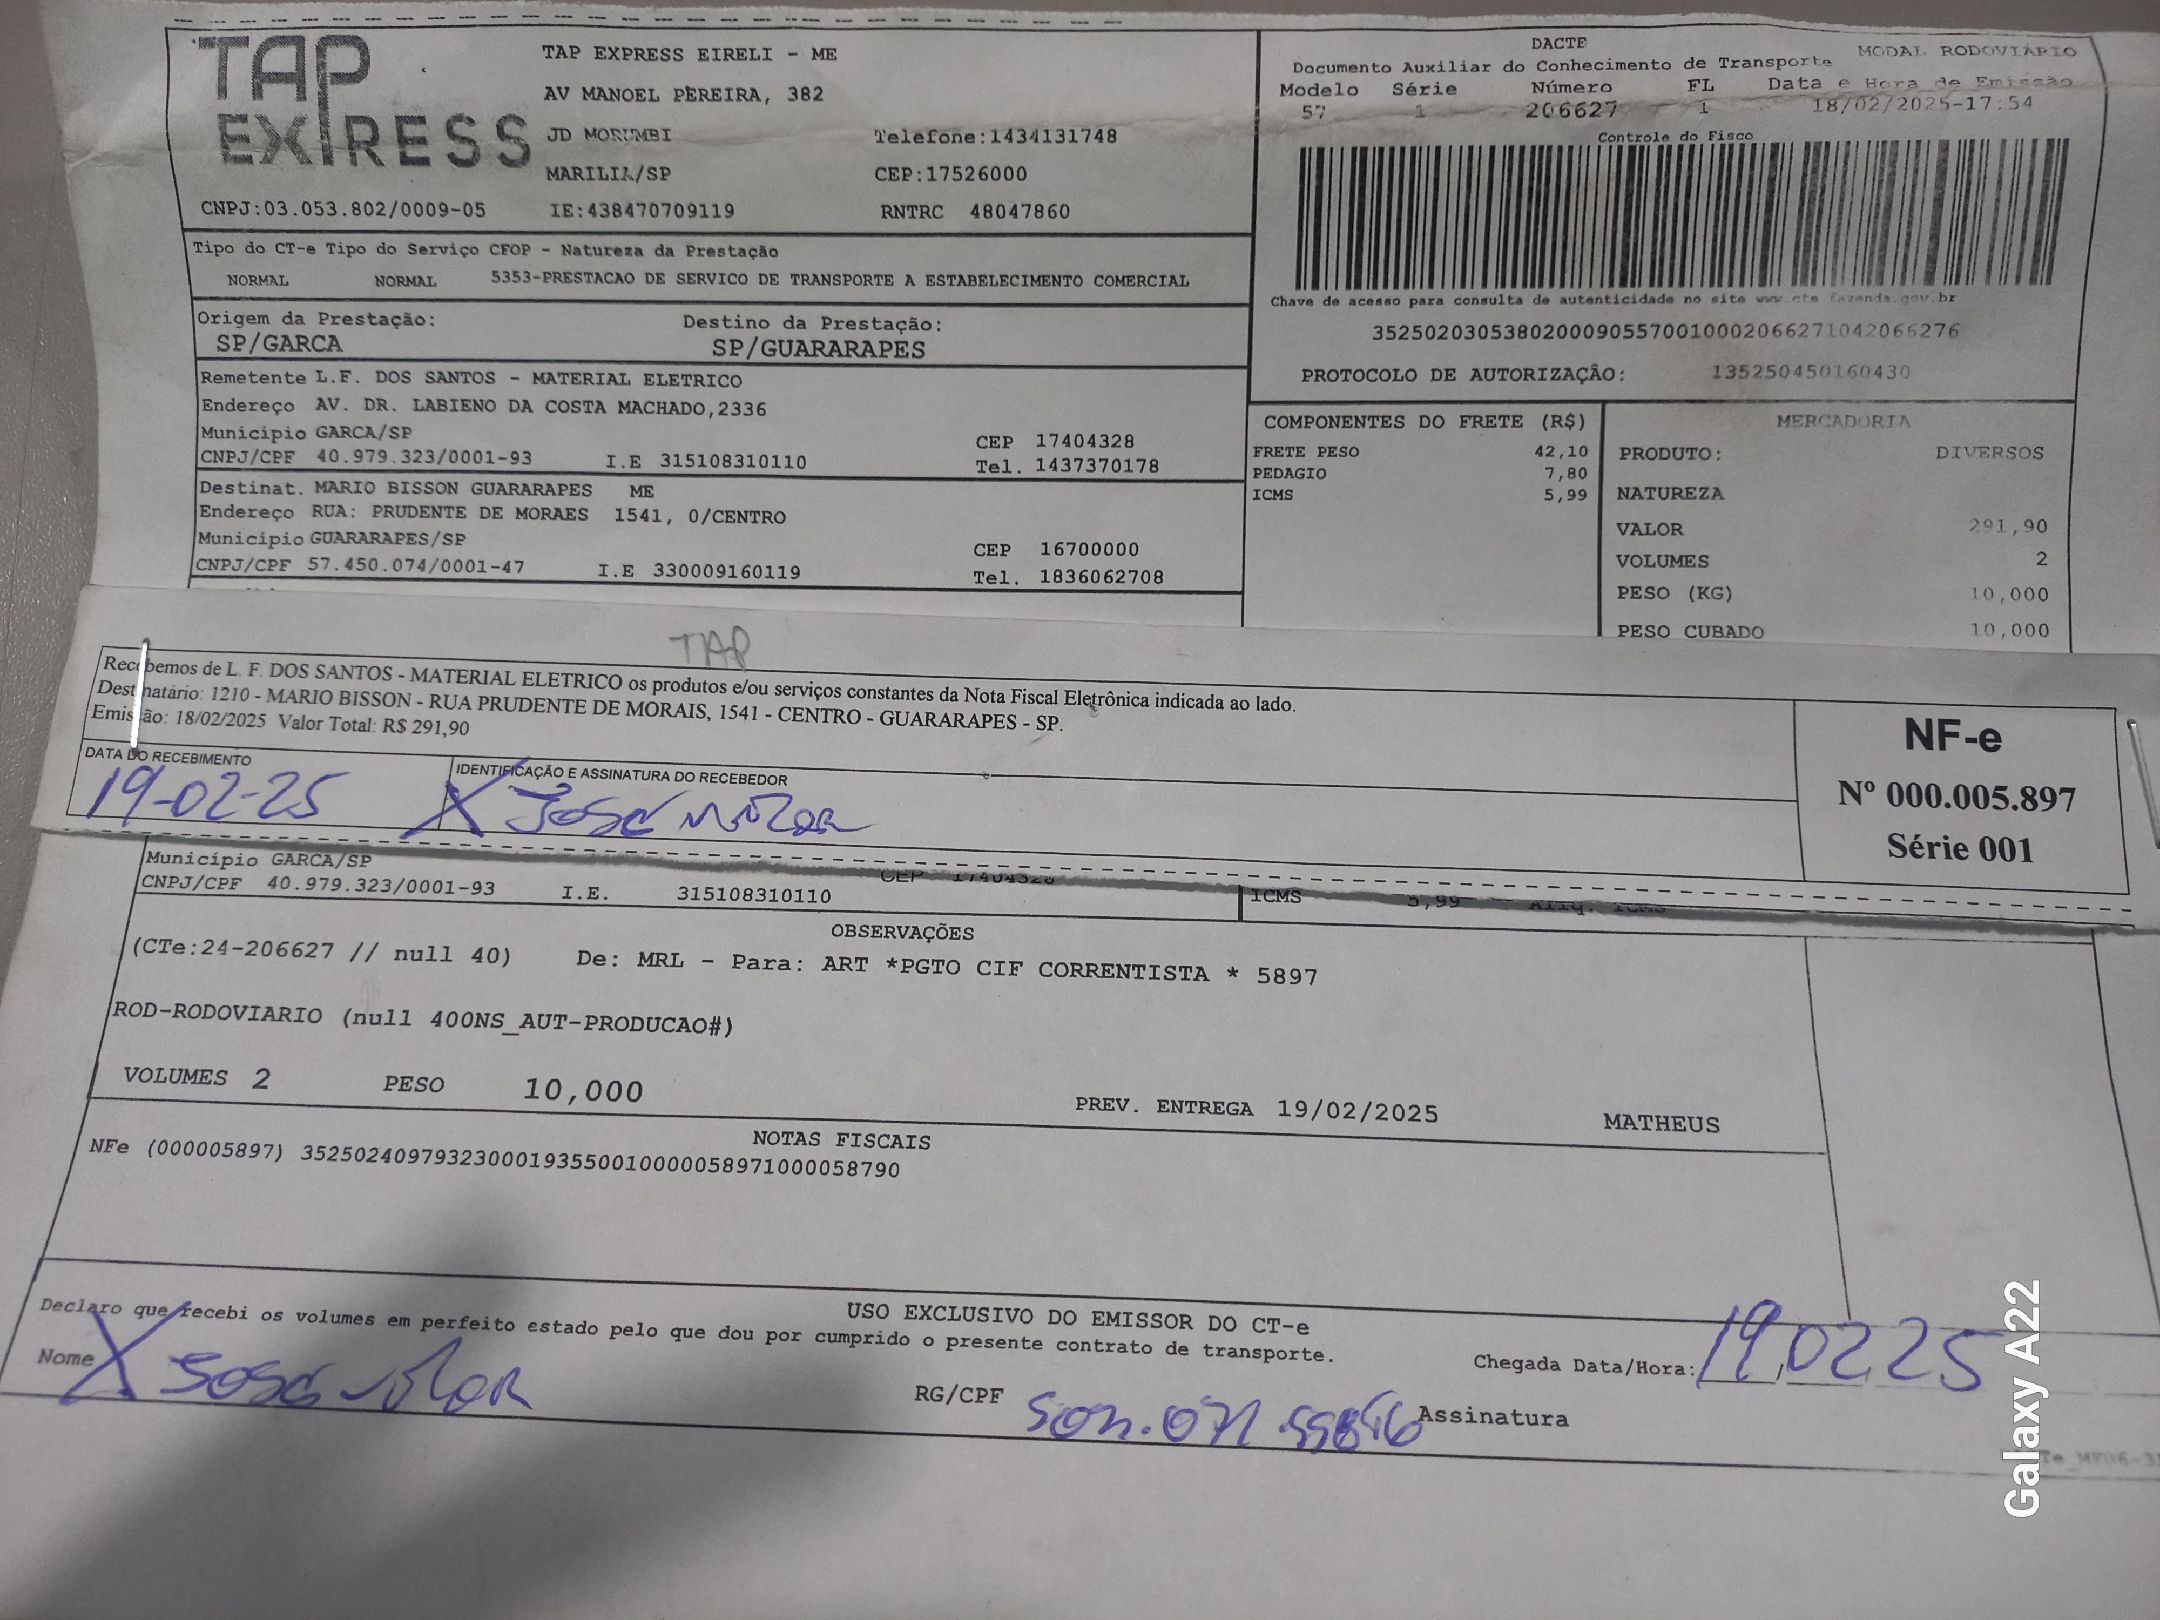 TAP EXPRESS
TAP EXPRESS EIRELI - ME
AV MANOEL PEREIRA, 382
JD MORUMBI Telefone:1434131748
MARILIA/SP CEP:17526000
CNPJ:03.053.802/0009-05 IE:438470709119 RNTRC 48047860
DACTE MODAL RODOVIÁRIO
Documento Auxiliar do Conhecimento de Transporte
Modelo Série Número FL Data e Hora de Emissão
57 1 206627 1 18/02/2025-17:54
Controle do Fisco
Chave de acesso para consulta de autenticidade no site www.cte.fazenda.gov.br
35250203053802000905570010002066271042066276
PROTOCOLO DE AUTORIZAÇÃO: 135250450160430
Tipo do CT-e Tipo do Serviço CFOP - Natureza da Prestação
NORMAL NORMAL 5353-PRESTACAO DE SERVICO DE TRANSPORTE A ESTABELECIMENTO COMERCIAL
Origem da Prestação: Destino da Prestação:
SP/GARCA SP/GUARARAPES
Remetente L.F. DOS SANTOS - MATERIAL ELETRICO
Endereço AV. DR. LABIENO DA COSTA MACHADO,2336
Município GARCA/SP CEP 17404328
CNPJ/CPF 40.979.323/0001-93 I.E 315108310110 Tel. 1437370178
Destinat. MARIO BISSON GUARARAPES ME
Endereço RUA: PRUDENTE DE MORAES 1541, 0/CENTRO
Município GUARARAPES/SP CEP 16700000
CNPJ/CPF 57.450.074/0001-47 I.E 330009160119 Tel. 1836062708
COMPONENTES DO FRETE (R$)
FRETE PESO 42,10
PEDAGIO 7,80
ICMS 5,99
MERCADORIA
PRODUTO: DIVERSOS
NATUREZA
VALOR 291,90
VOLUMES 2
PESO (KG) 10,000
PESO CUBADO 10,000
TAP
Recebemos de L. F. DOS SANTOS - MATERIAL ELETRICO os produtos e/ou serviços constantes da Nota Fiscal Eletrônica indicada ao lado.
Destinatário: 1210 - MARIO BISSON - RUA PRUDENTE DE MORAIS, 1541 - CENTRO - GUARARAPES - SP.
Emissão: 18/02/2025 Valor Total: R$ 291,90
DATA DO RECEBIMENTO IDENTIFICAÇÃO E ASSINATURA DO RECEBEDOR
19-02-25 X José
NF-e
Nº 000.005.897
Série 001
Município GARCA/SP CEP 17404328
CNPJ/CPF 40.979.323/0001-93 I.E. 315108310110 ICMS 5,99 Aliq. ICMS
OBSERVAÇÕES
(CTe:24-206627 // null 40) De: MRL - Para: ART *PGTO CIF CORRENTISTA * 5897
ROD-RODOVIARIO (null 400NS_AUT-PRODUCAO#)
VOLUMES 2 PESO 10,000 PREV. ENTREGA 19/02/2025 MATHEUS
NOTAS FISCAIS
NFe (000005897) 35250240979323000193550010000058971000058790
USO EXCLUSIVO DO EMISSOR DO CT-e
Declaro que recebi os volumes em perfeito estado pelo que dou por cumprido o presente contrato de transporte.
Nome X José RG/CPF Assinatura Chegada Data/Hora: 19 02 25
Galaxy A22